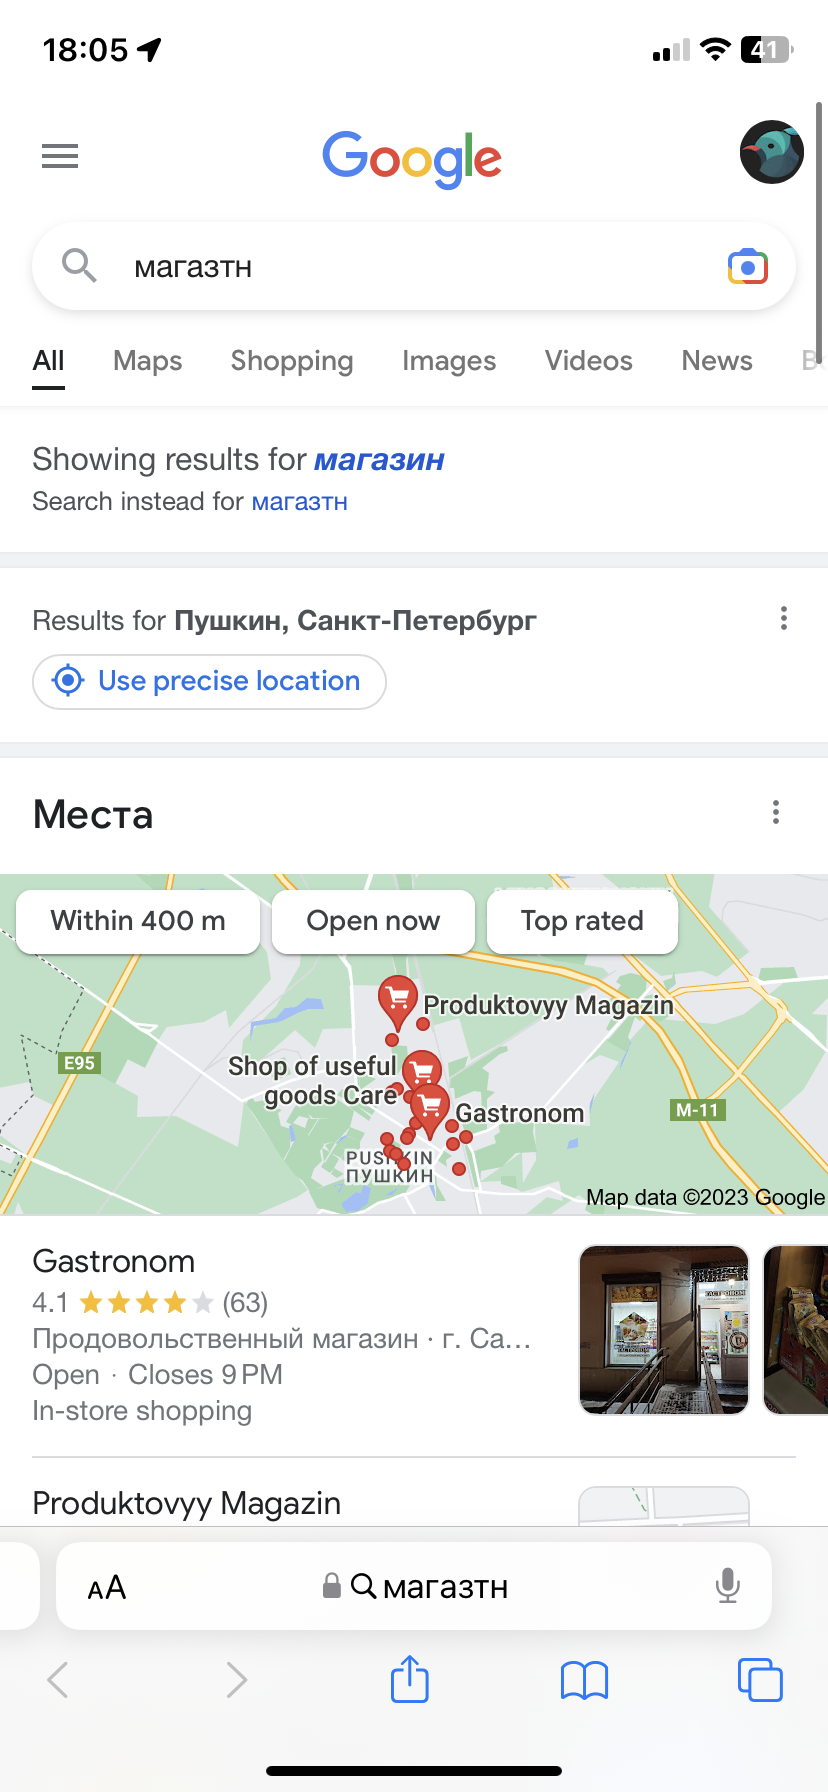 18:05
41
Google
магазтн
All Maps Shopping Images Videos News
Showing results for магазин
Search instead for магазтн
Results for Пушкин, Санкт-Петербург
Use precise location
Места
Within 400 m Open now Top rated
Produktovyy Magazin
E95
Shop of useful
goods Care
Gastronom
M-11
PUSHKIN
ПУШКИН
Map data ©2023 Google
Gastronom
4.1 (63)
Продовольственный магазин · г. Са...
Open · Closes 9 PM
In-store shopping
ГАСТРОНОМ
Produktovyy Magazin
AA магазтн